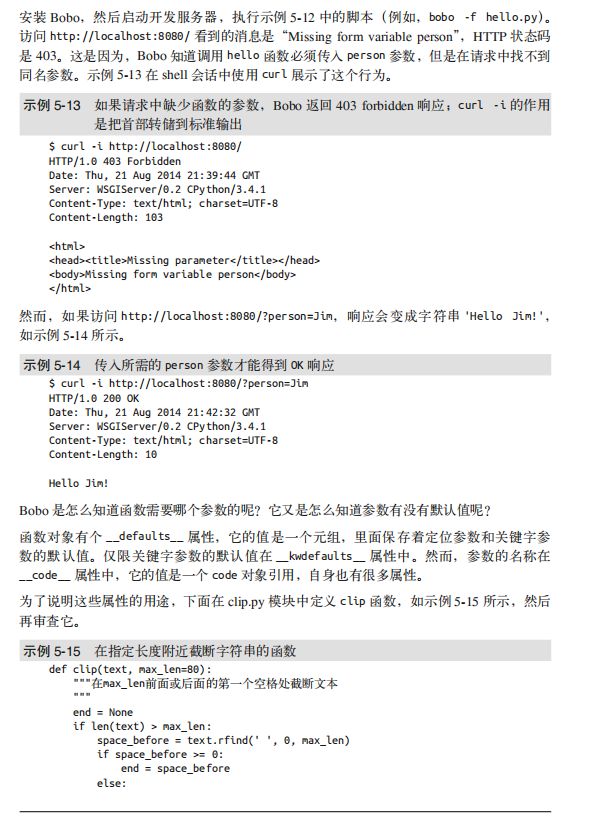 安装 Bobo，然后启动开发服务器，执行示例 5-12 中的脚本（例如，bobo -f hello.py）。
访问 http://localhost:8080/ 看到的消息是“Missing form variable person”，HTTP 状态码
是 403。这是因为，Bobo 知道调用 hello 函数必须传入 person 参数，但是在请求中找不到
同名参数。示例 5-13 在 shell 会话中使用 curl 展示了这个行为。
示例 5-13 如果请求中缺少函数的参数，Bobo 返回 403 forbidden 响应；curl -i 的作用
是把首部转储到标准输出
$ curl -i http://localhost:8080/
HTTP/1.0 403 Forbidden
Date: Thu, 21 Aug 2014 21:39:44 GMT
Server: WSGIServer/0.2 CPython/3.4.1
Content-Type: text/html; charset=UTF-8
Content-Length: 103
<html>
<head><title>Missing parameter</title></head>
<body>Missing form variable person</body>
</html>
然而，如果访问 http://localhost:8080/?person=Jim，响应会变成字符串 'Hello Jim!'，
如示例 5-14 所示。
示例 5-14 传入所需的 person 参数才能得到 OK 响应
$ curl -i http://localhost:8080/?person=Jim
HTTP/1.0 200 OK
Date: Thu, 21 Aug 2014 21:42:32 GMT
Server: WSGIServer/0.2 CPython/3.4.1
Content-Type: text/html; charset=UTF-8
Content-Length: 10
Hello Jim!
Bobo 是怎么知道函数需要哪个参数的呢？它又是怎么知道参数有没有默认值呢？
函数对象有个 __defaults__ 属性，它的值是一个元组，里面保存着定位参数和关键字参
数的默认值。仅限关键字参数的默认值在 __kwdefaults__ 属性中。然而，参数的名称在
__code__ 属性中，它的值是一个 code 对象引用，自身也有很多属性。
为了说明这些属性的用途，下面在 clip.py 模块中定义 clip 函数，如示例 5-15 所示，然后
再审查它。
示例 5-15 在指定长度附近截断字符串的函数
def clip(text, max_len=80):
"""在max_len前面或后面的第一个空格处截断文本
"""
end = None
if len(text) > max_len:
space_before = text.rfind(' ', 0, max_len)
if space_before >= 0:
end = space_before
else: